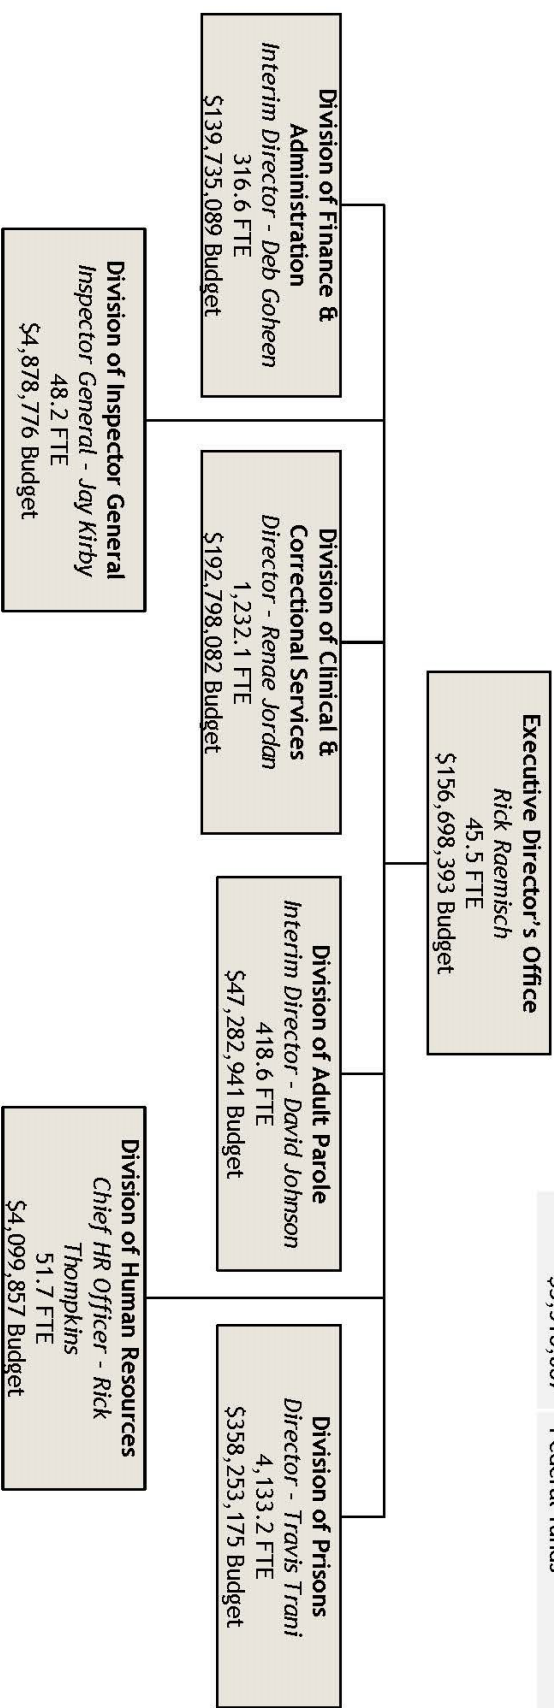 Executive Director's Office
Rick Raemisch
45.5 FTE
$156,698,393 Budget
Division of Finance &
Administration
Interim Director - Deb Goheen
316.6 FTE
$139,735,089 Budget
Division of Clinical &
Correctional Services
Director - Renae Jordan
1,232.1 FTE
$192,798,082 Budget
Division of Adult Parole
Interim Director - David Johnson
418.6 FTE
$47,282,941 Budget
Division of Prisons
Director - Travis Trani
4,133.2 FTE
$358,253,175 Budget
Division of Inspector General
Inspector General - Jay Kirby
48.2 FTE
$4,878,776 Budget
Division of Human Resources
Chief HR Officer - Rick
Thompkins
51.7 FTE
$4,099,857 Budget